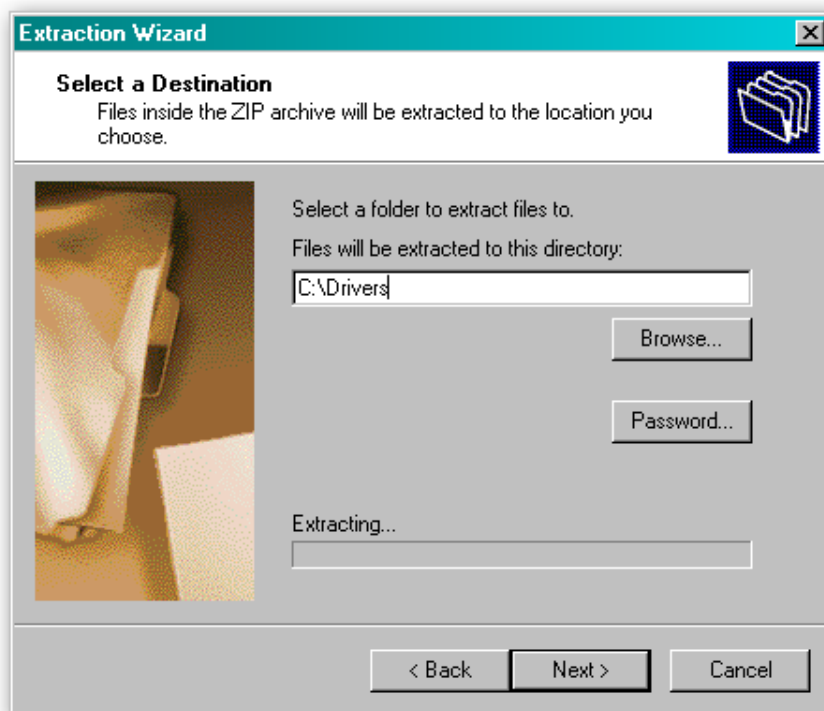 Extraction Wizard
Select a Destination
Files inside the ZIP archive will be extracted to the location you
choose.
Select a folder to extract files to.
Files will be extracted to this directory:
C:\Drivers
Browse...
Password...
Extracting...
< Back
Next >
Cancel